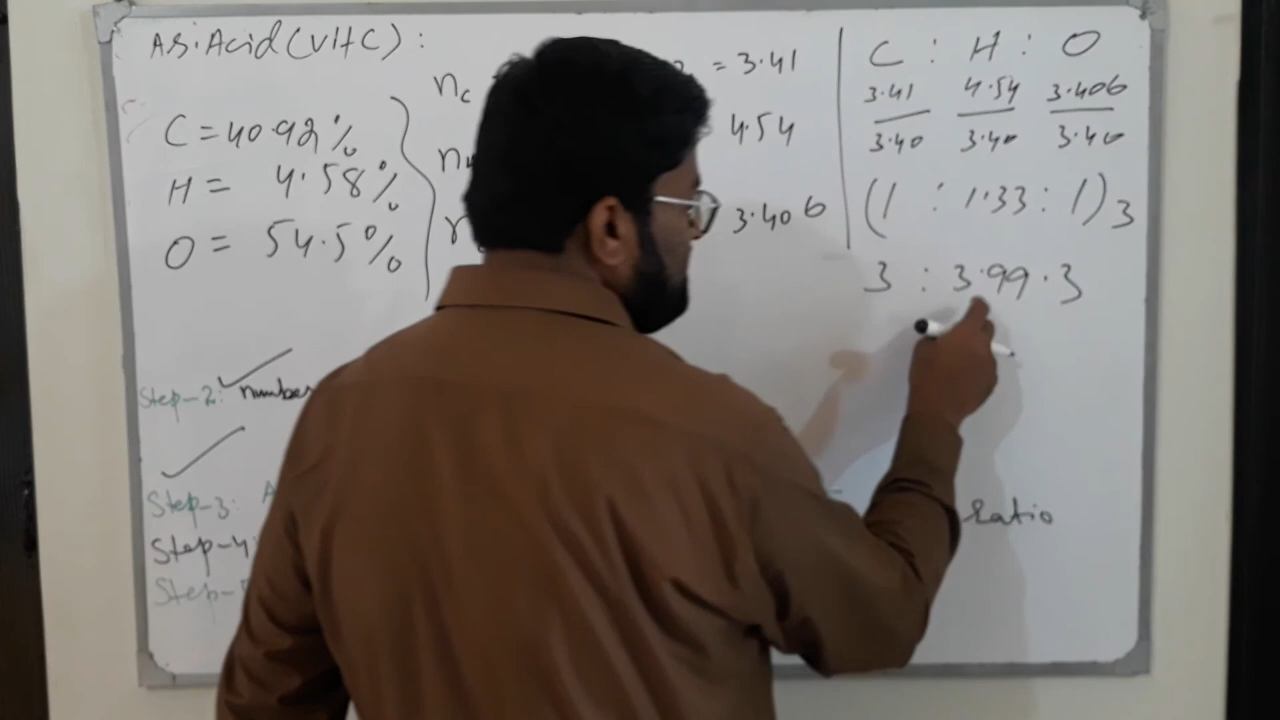 As.Acid (Vit C) :
C = 40.92%
H = 4.58%
O = 54.5%
nc = 3.41
4.54
3.406
C : H : O
3.41 4.54 3.406
3.40 3.40 3.40
(1 : 1.33 : 1)3
3 : 3.99 . 3
Step-2: number
Step-3:
Step-4:
Step-
Ratio